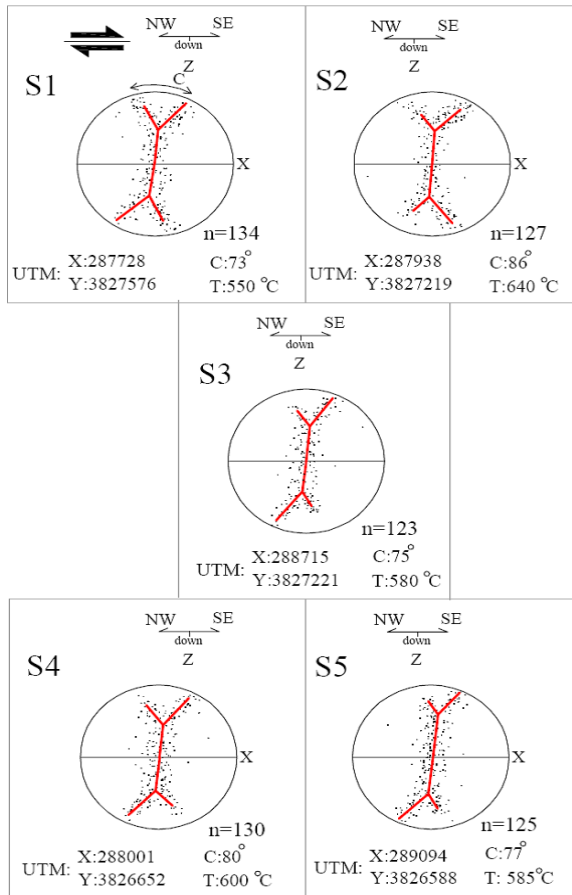 NW SE
down
Z
C
S1
X
n=134
UTM: X:287728 C:73°
Y:3827576 T:550 °C
NW SE
down
Z
S2
n=127
X:287938 C:86°
Y:3827219 T:640 °C
NW SE
down
Z
S3
n=123
UTM: X:288715 C:75°
Y:3827221 T:580 °C
NW SE
down
Z
S4
X
n=130
UTM: X:288001 C:80°
Y:3826652 T:600 °C
NW SE
down
Z
S5
X
n=125
X:289094 C:77°
Y:3826588 T: 585°C